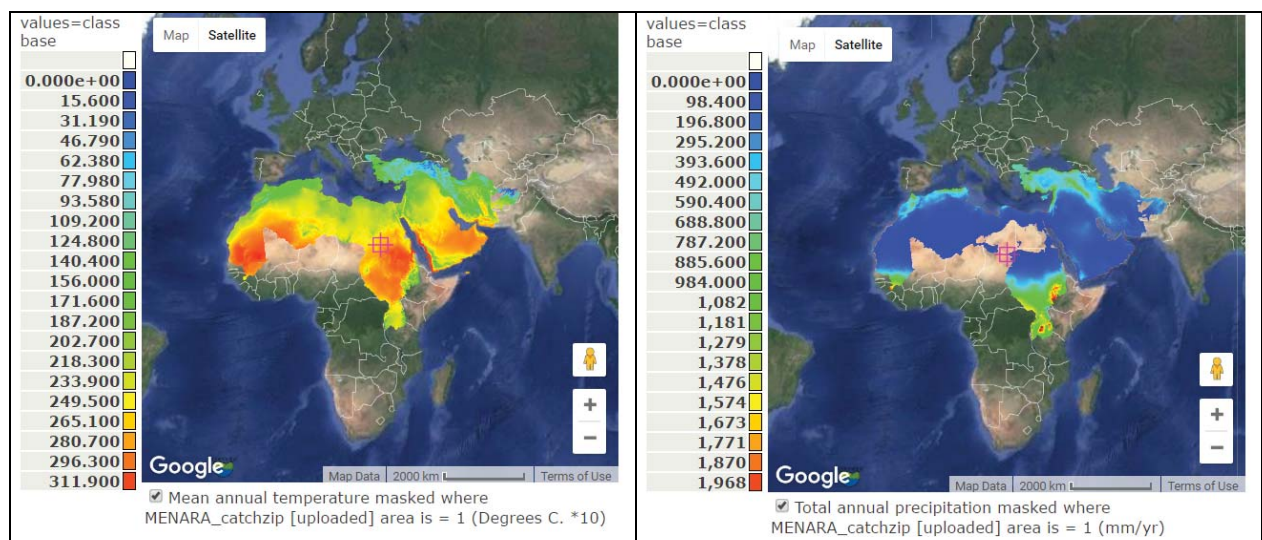 values=class
base
0.000e+00
15.600
31.190
46.790
62.380
77.980
93.580
109.200
124.800
140.400
156.000
171.600
187.200
202.700
218.300
233.900
249.500
265.100
280.700
296.300
311.900
Map Satellite
Google
Map Data 2000 km Terms of Use
Mean annual temperature masked where
MENARA_catchzip [uploaded] area is = 1 (Degrees C. *10)
values=class
base
0.000e+00
98.400
196.800
295.200
393.600
492.000
590.400
688.800
787.200
885.600
984.000
1,082
1,181
1,279
1,378
1,476
1,574
1,673
1,771
1,870
1,968
Map Satellite
Google
Map Data 2000 km Terms of Use
Total annual precipitation masked where
MENARA_catchzip [uploaded] area is = 1 (mm/yr)